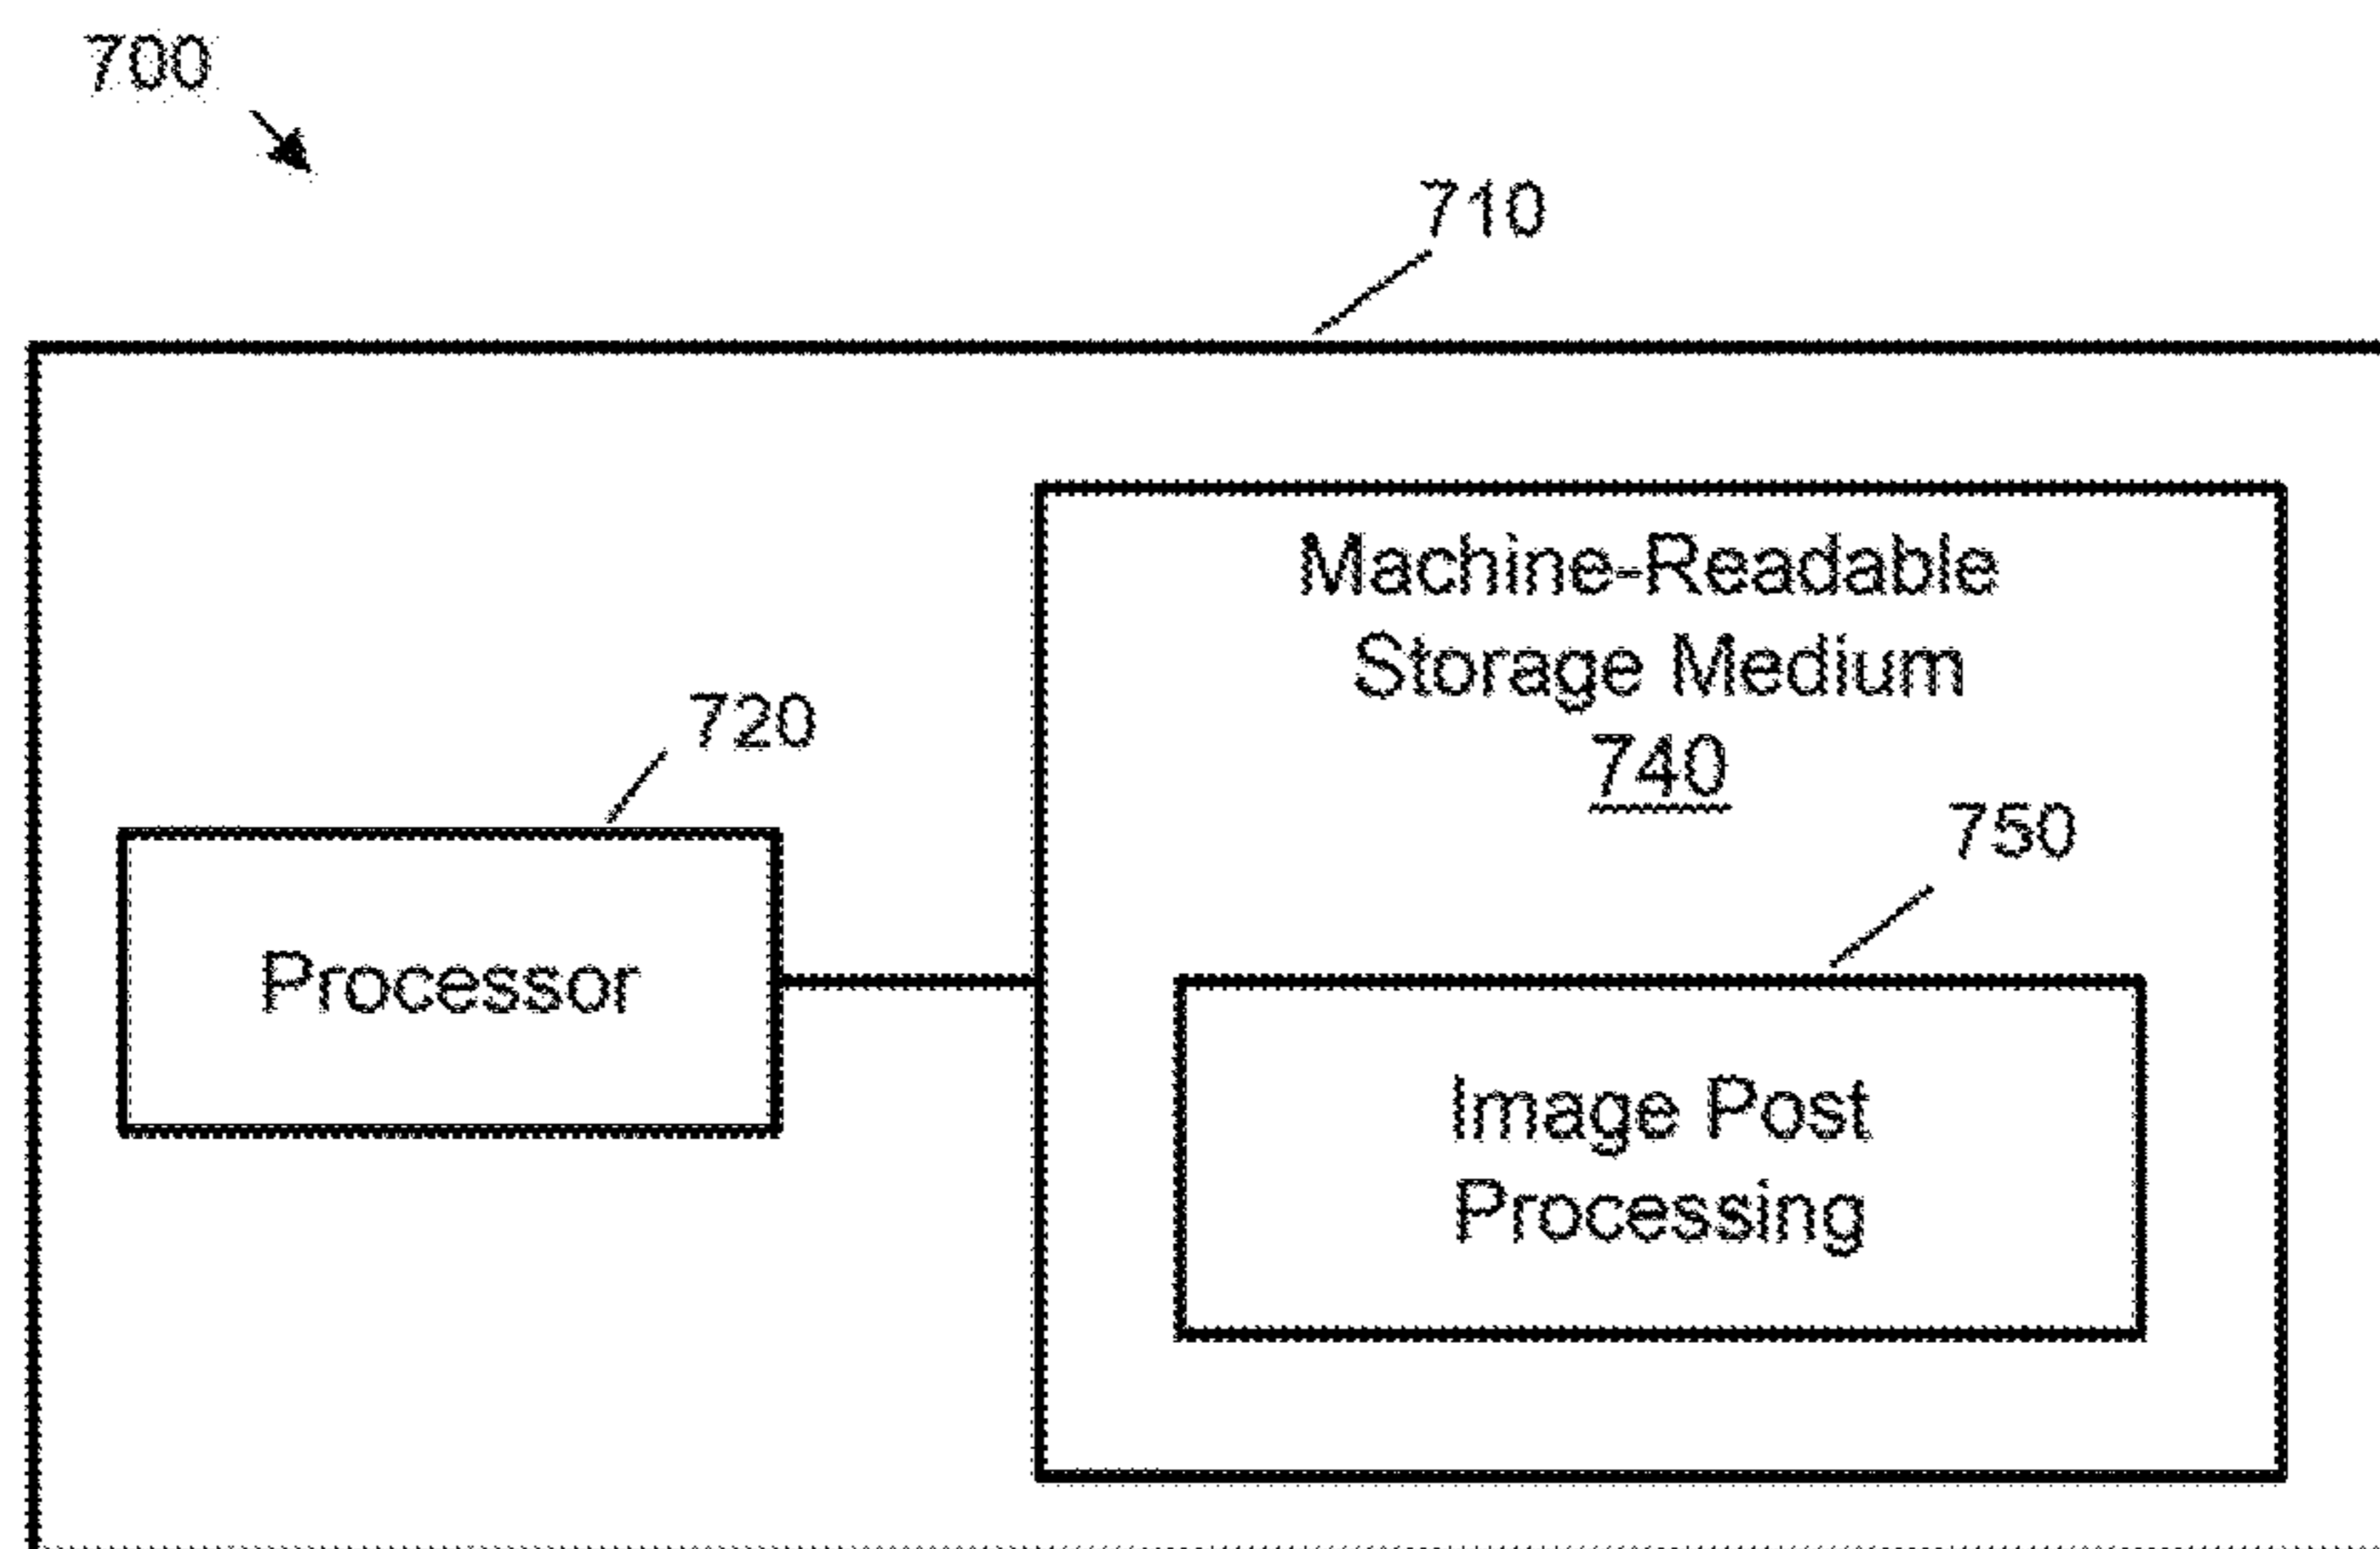 700
710
Machine-Readable
Storage Medium
740
720
750
Processor
Image Post
Processing